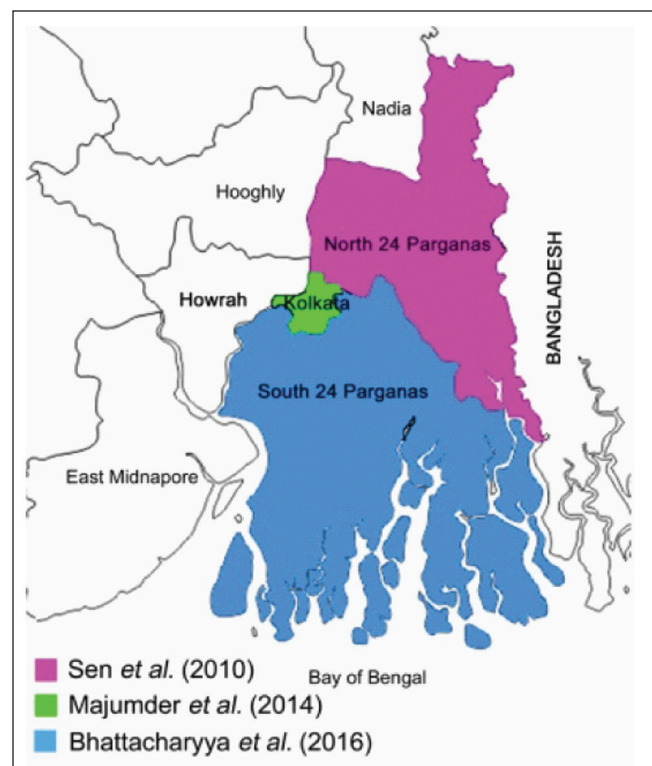 Nadia
Hooghly
North 24 Parganas
Howrah
Kolkata
BANGLADESH
South 24 Parganas
East Midnapore
Sen et al. (2010)
Bay of Bengal
Majumder et al. (2014)
Bhattacharyya et al. (2016)